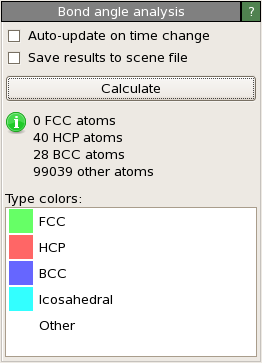 Bond angle analysis ?
Auto-update on time change
Save results to scene file
Calculate
0 FCC atoms
40 HCP atoms
28 BCC atoms
99039 other atoms
Type colors:
FCC
HCP
BCC
Icosahedral
Other